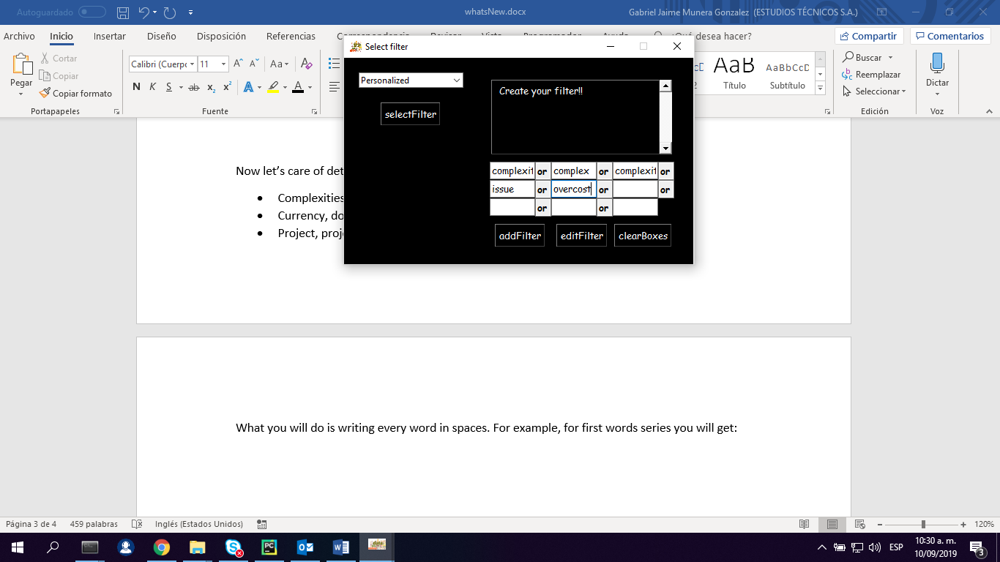 Autoguardado
whatsNew.docx
Gabriel Jaime Munera Gonzalez (ESTUDIOS TÉCNICOS S.A.)
Archivo Inicio Insertar Diseño Disposición Referencias ¿Qué desea hacer? Compartir Comentarios
Select filter
Pegar
Cortar
Copiar
Copiar formato
Portapapeles
Calibri (Cuerpo 11
N K S ab x₂ x² A A
Aa
Fuente
AaB
Título
AaBbCcD
Subtítulo
Buscar
Reemplazar
Seleccionar
Edición
Dictar
Voz
Personalized
selectFilter
Create your filter!!
complexit or complex or complexit or
issue or overcost or or
or or
addFilter editFilter clearBoxes
Now let's care of det
• Complexities
• Currency, do
• Project, proj
What you will do is writing every word in spaces. For example, for first words series you will get:
Página 3 de 4 459 palabras Inglés (Estados Unidos) 120%
ESP
10:30 a. m.
10/09/2019
3